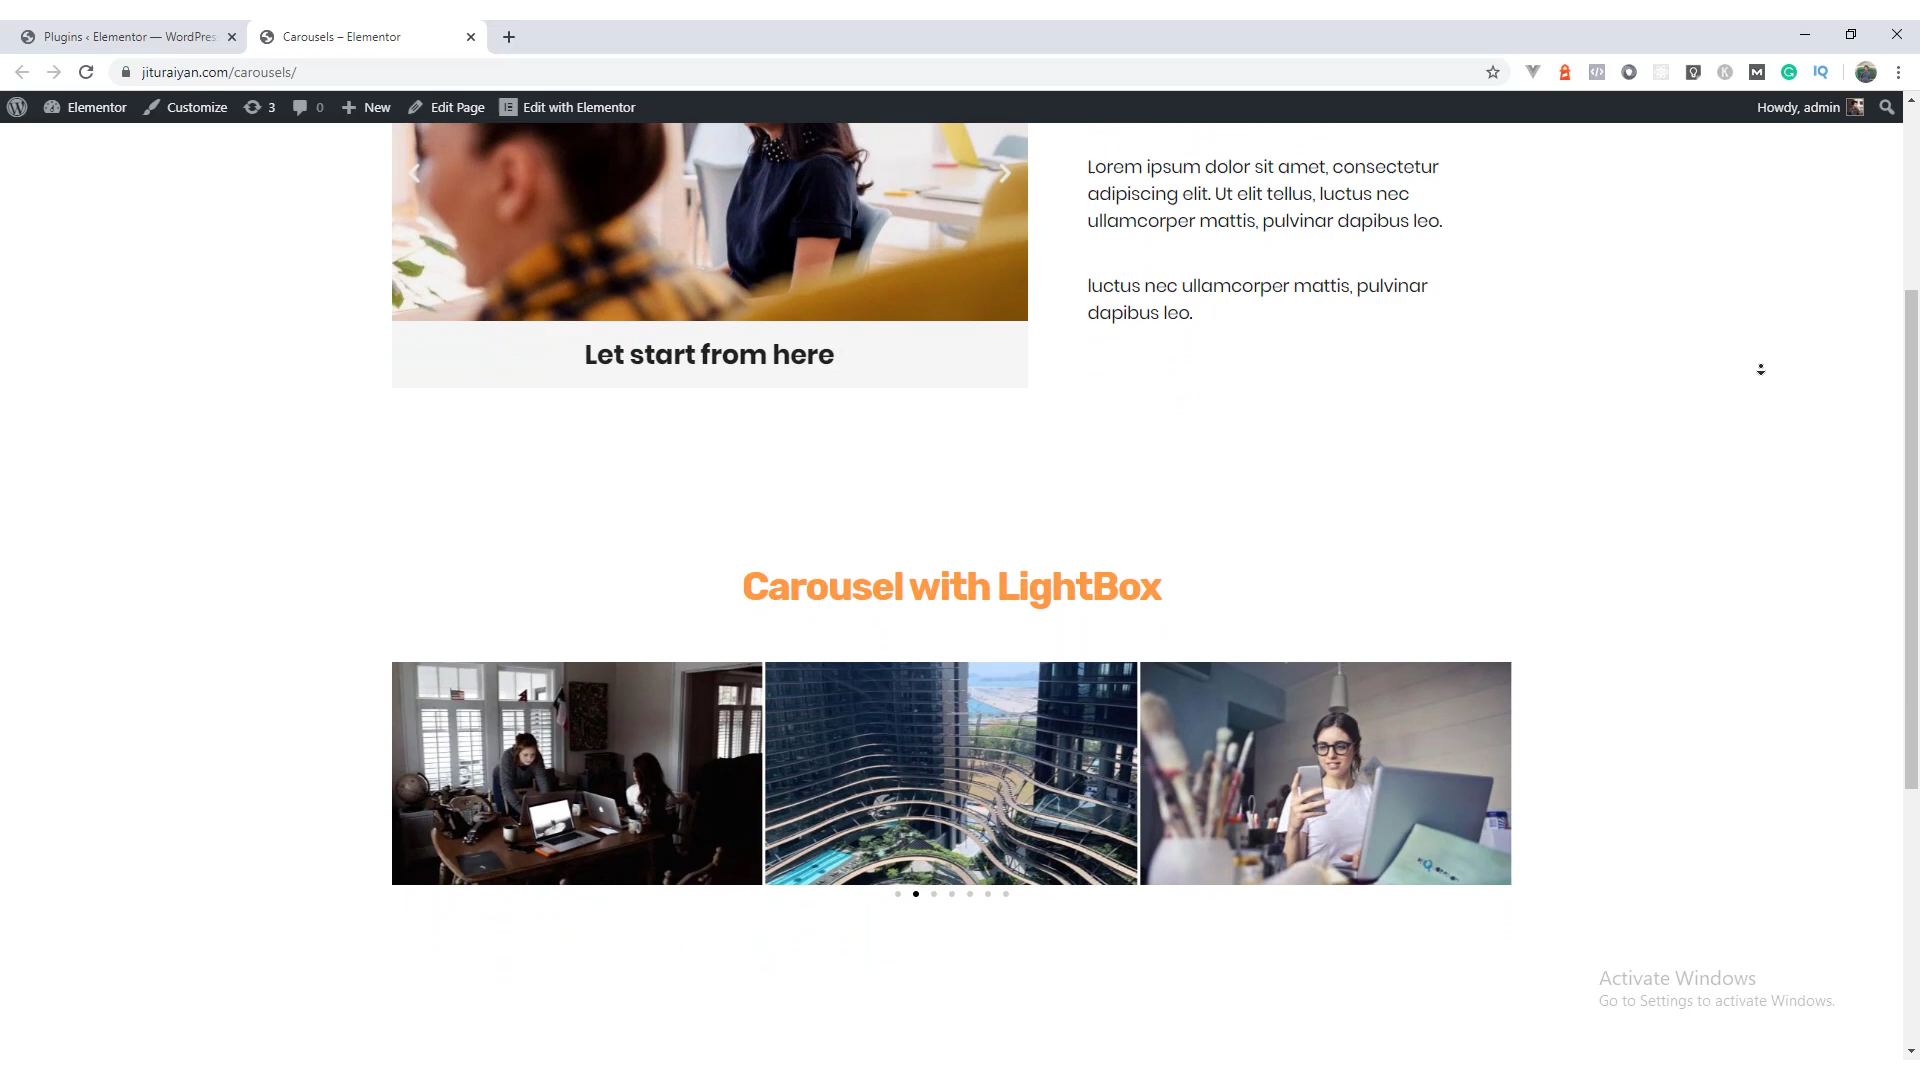 Plugins ‹ Elementor — WordPres
Carousels – Elementor
jituraiyan.com/carousels/
Elementor
Customize
3
0
New
Edit Page
Edit with Elementor
Howdy, admin
Lorem ipsum dolor sit amet, consectetur
adipiscing elit. Ut elit tellus, luctus nec
ullamcorper mattis, pulvinar dapibus leo.
luctus nec ullamcorper mattis, pulvinar
dapibus leo.
Let start from here
Carousel with LightBox
Activate Windows
Go to Settings to activate Windows.